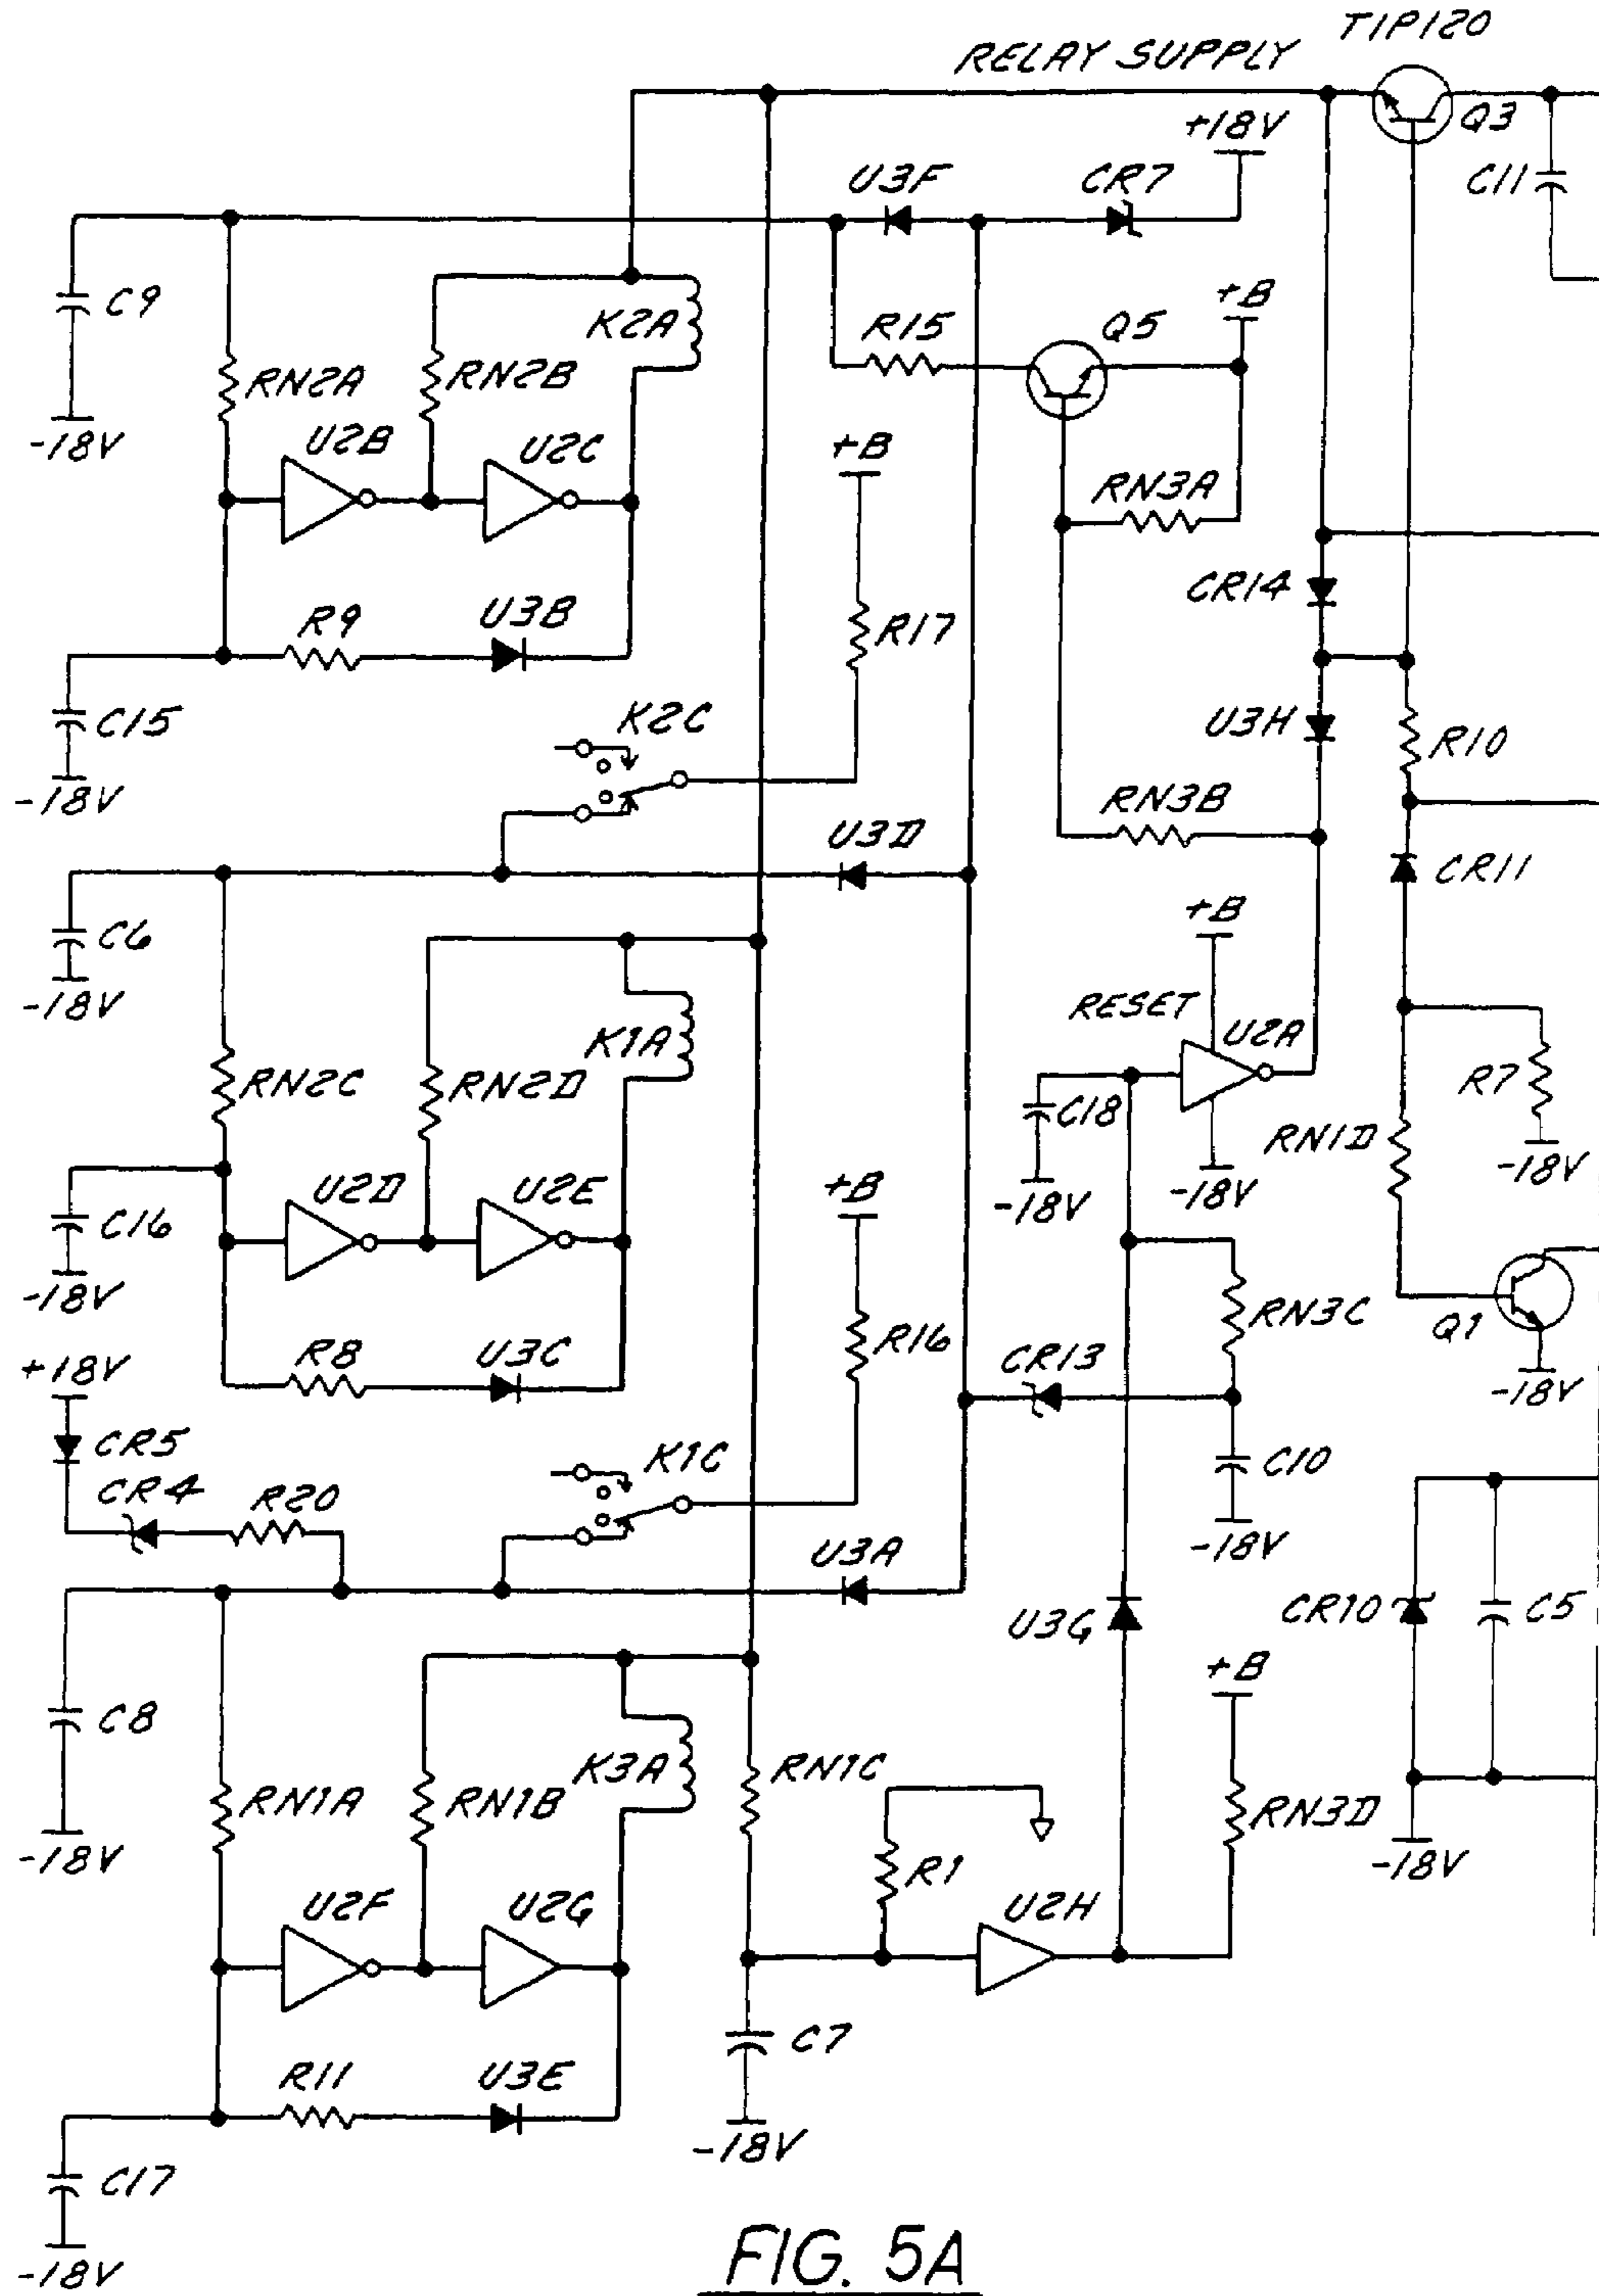 TIP120
RELAY SUPPLY
Q3
+18V
U3F
CR7
C11
C9
K2A
R15
Q5
+B
RN2A
RN2B
-18V
U2B
U2C
+B
RN3A
R9
U3B
R17
CR14
C15
K2C
U3H
R10
-18V
RN3B
U3D
CR11
C6
+B
-18V
RESET
K1A
U2A
RN2C
RN2D
C18
R7
RN1D
-18V
-18V
-18V
U2D
U2E
+B
C16
-18V
RN3C
Q1
R8
U3C
R16
CR13
+18V
-18V
CR5
K1C
C10
CR4
R20
-18V
U3A
U3G
CR10
C5
+B
C8
K3A
RN1C
RN1A
RN1B
RN3D
-18V
R1
-18V
U2F
U2G
U2H
C7
R11
U3E
-18V
C17
-18V
FIG. 5A